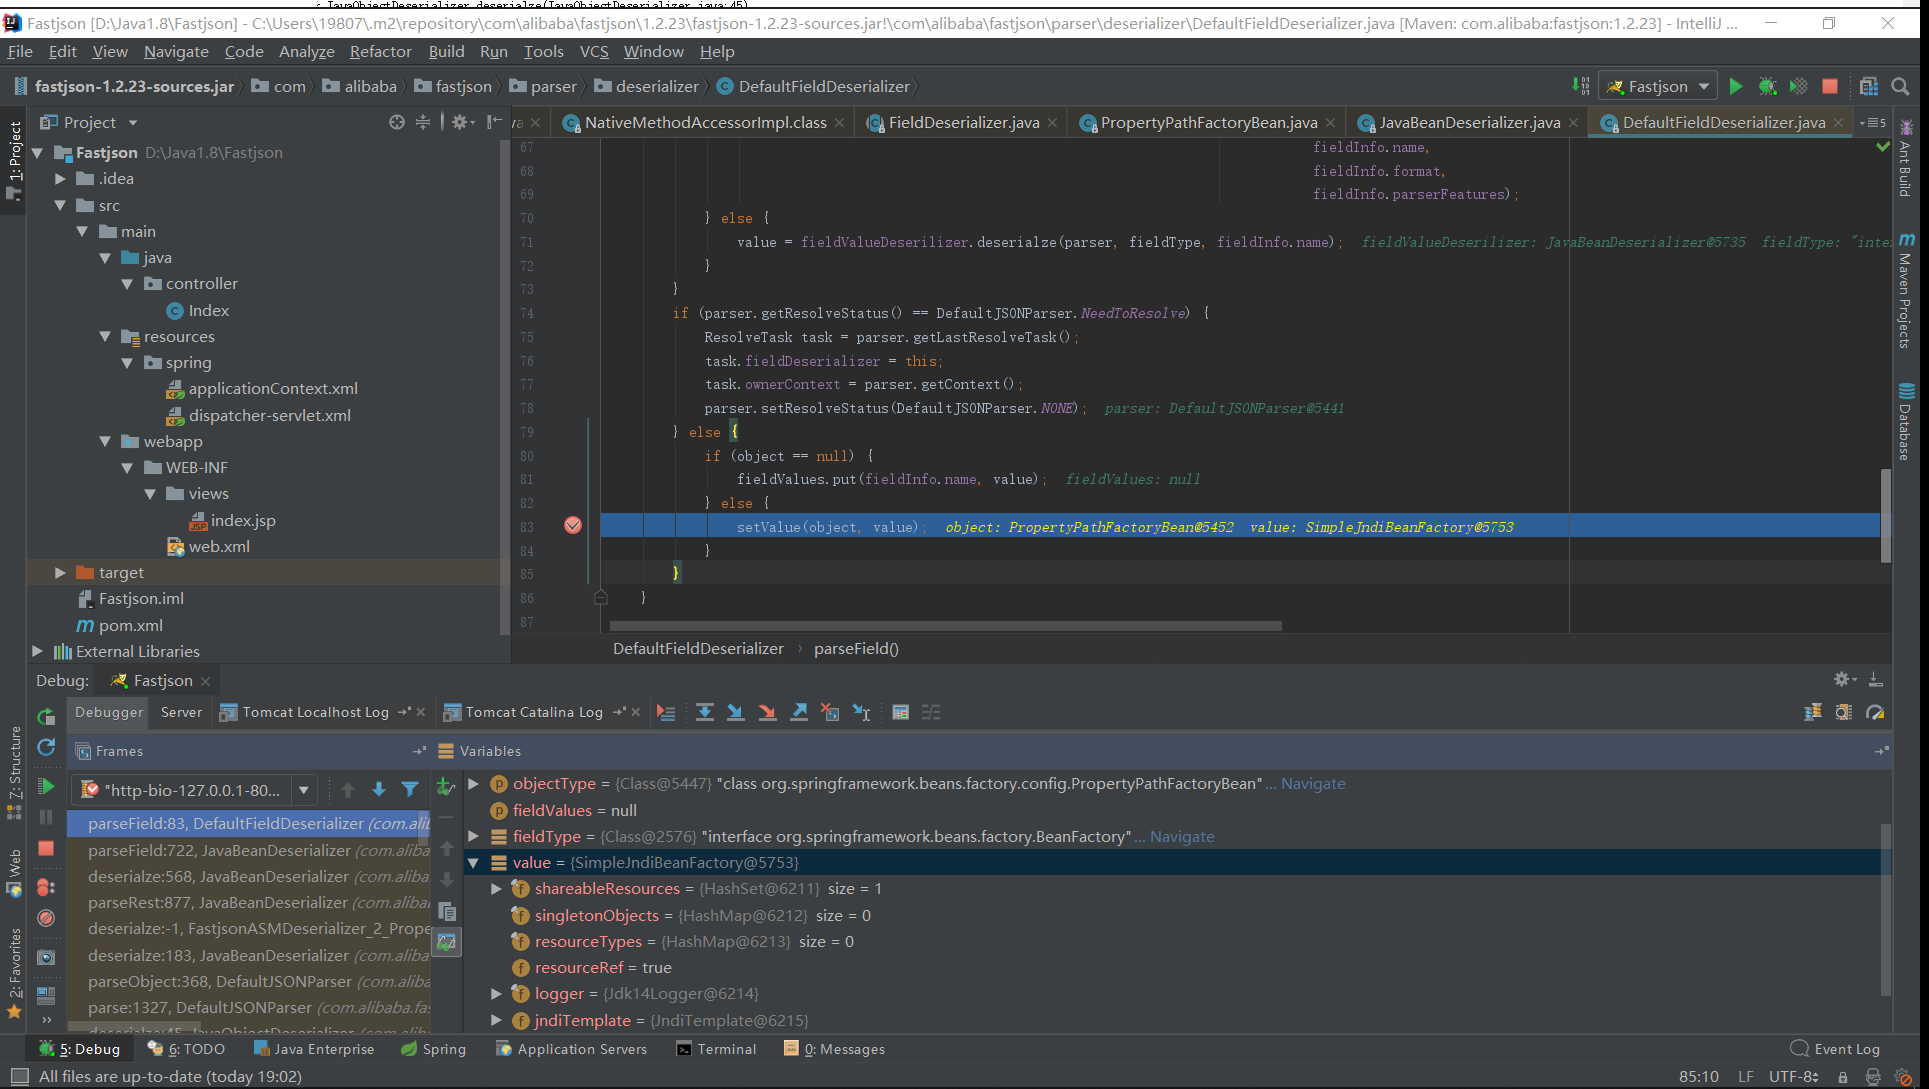 JavaObjectDeserializer.deserialze(JavaObjectDeserializer.java:45)
Fastjson [D:\Java1.8\Fastjson] - C:\Users\19807\.m2\repository\com\alibaba\fastjson\1.2.23\fastjson-1.2.23-sources.jar!\com\alibaba\fastjson\parser\deserializer\DefaultFieldDeserializer.java [Maven: com.alibaba:fastjson:1.2.23] - IntelliJ ...
File Edit View Navigate Code Analyze Refactor Build Run Tools VCS Window Help
fastjson-1.2.23-sources.jar com alibaba fastjson parser deserializer DefaultFieldDeserializer Fastjson
Project NativeMethodAccessorImpl.class FieldDeserializer.java PropertyPathFactoryBean.java JavaBeanDeserializer.java DefaultFieldDeserializer.java 5
1: Project
Fastjson D:\Java1.8\Fastjson
.idea
src
main
java
controller
Index
resources
spring
applicationContext.xml
dispatcher-servlet.xml
webapp
WEB-INF
views
index.jsp
web.xml
target
Fastjson.iml
pom.xml
External Libraries
67 fieldInfo.name,
68 fieldInfo.format,
69 fieldInfo.parserFeatures);
70 } else {
71 value = fieldValueDeserilizer.deserialze(parser, fieldType, fieldInfo.name); fieldValueDeserilizer: JavaBeanDeserializer@5735 fieldType: "inte
72 }
73 }
74 if (parser.getResolveStatus() == DefaultJSONParser.NeedToResolve) {
75 ResolveTask task = parser.getLastResolveTask();
76 task.fieldDeserializer = this;
77 task.ownerContext = parser.getContext();
78 parser.setResolveStatus(DefaultJSONParser.NONE); parser: DefaultJSONParser@5441
79 } else {
80 if (object == null) {
81 fieldValues.put(fieldInfo.name, value); fieldValues: null
82 } else {
83 setValue(object, value); object: PropertyPathFactoryBean@5452 value: SimpleJndiBeanFactory@5753
84 }
85 }
86 }
87
DefaultFieldDeserializer › parseField()
Ant Build
Maven Projects
Database
Debug: Fastjson
Debugger Server Tomcat Localhost Log Tomcat Catalina Log
Frames
"http-bio-127.0.0.1-80...
parseField:83, DefaultFieldDeserializer (com.ali
parseField:722, JavaBeanDeserializer (com.aliba
deserialze:568, JavaBeanDeserializer (com.aliba
parseRest:877, JavaBeanDeserializer (com.aliba
deserialze:-1, FastjsonASMDeserializer_2_Prope
deserialze:183, JavaBeanDeserializer (com.aliba
parseObject:368, DefaultJSONParser (com.aliba
parse:1327, DefaultJSONParser (com.alibaba.fas
deserialze:45, JavaObjectDeserializer (com.alib
Variables
objectType = {Class@5447} "class org.springframework.beans.factory.config.PropertyPathFactoryBean"... Navigate
fieldValues = null
fieldType = {Class@2576} "interface org.springframework.beans.factory.BeanFactory"... Navigate
value = {SimpleJndiBeanFactory@5753}
shareableResources = {HashSet@6211} size = 1
singletonObjects = {HashMap@6212} size = 0
resourceTypes = {HashMap@6213} size = 0
resourceRef = true
logger = {Jdk14Logger@6214}
jndiTemplate = {JndiTemplate@6215}
7: Structure
Web
2: Favorites
5: Debug 6: TODO Java Enterprise Spring Application Servers Terminal 0: Messages Event Log
All files are up-to-date (today 19:02) 85:10 LF UTF-8